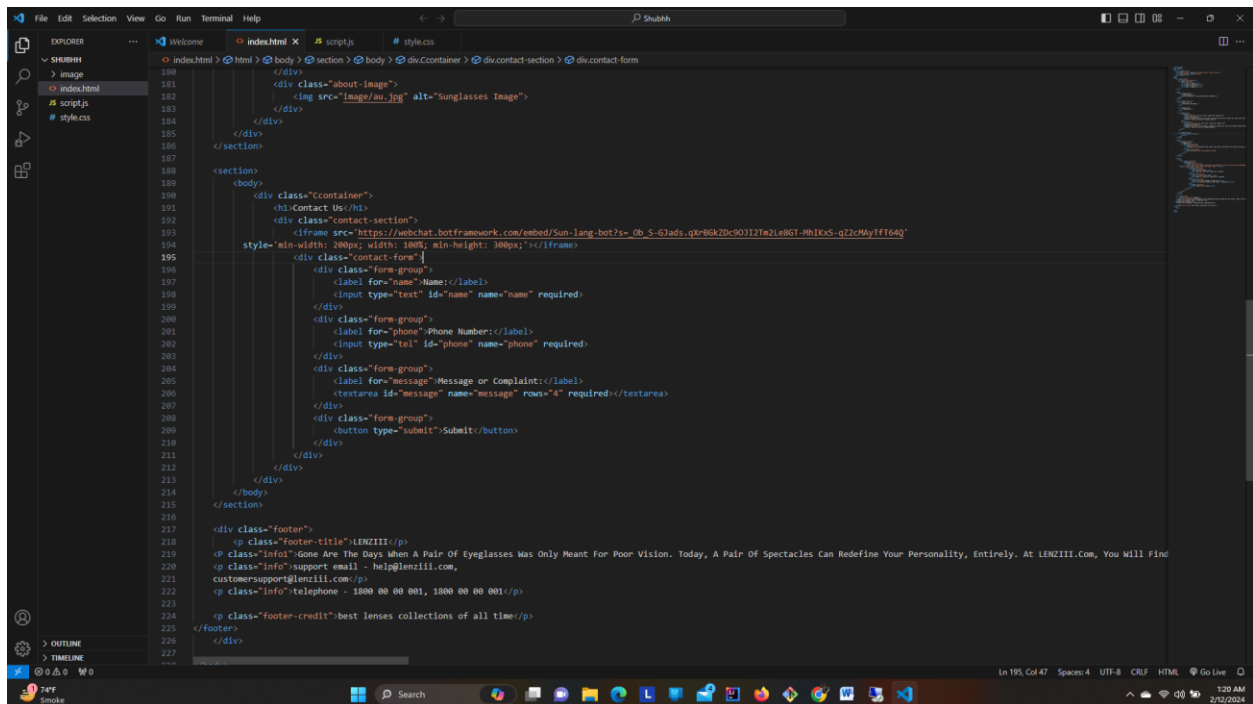 File Edit Selection View Go Run Terminal Help
Shubhh
EXPLORER
Welcome
index.html
JS script.js
# style.css
SHUBHH
image
index.html
JS script.js
# style.css
index.html > html > body > section > body > div.Ccontainer > div.contact-section > div.contact-form
180 </div>
181 <div class="about-image">
182 <img src="image/au.jpg" alt="Sunglasses Image">
183 </div>
184 </div>
185 </div>
186 </section>
187
188 <section>
189 <body>
190 <div class="Ccontainer">
191 <h1>Contact Us</h1>
192 <div class="contact-section">
193 <iframe src='https://webchat.botframework.com/embed/Sun-lang-bot?s=
194 style='min-width: 200px; width: 100%; min-height: 300px;'></iframe>
195 <div class="contact-form">
196 <div class="form-group">
197 <label for="name">Name:</label>
198 <input type="text" id="name" name="name" required>
199 </div>
200 <div class="form-group">
201 <label for="phone">Phone Number:</label>
202 <input type="tel" id="phone" name="phone" required>
203 </div>
204 <div class="form-group">
205 <label for="message">Message or Complaint:</label>
206 <textarea id="message" name="message" rows="4" required></textarea>
207 </div>
208 <div class="form-group">
209 <button type="submit">Submit</button>
210 </div>
211 </div>
212 </div>
213 </div>
214 </body>
215 </section>
216
217 <div class="footer">
218 <p class="footer-title">LENZIII</p>
219 <P class="info1">Gone Are The Days When A Pair Of Eyeglasses Was Only Meant For Poor Vision. Today, A Pair Of Spectacles Can Redefine Your Personality, Entirely. At LENZIII.Com, You Will Find
220 <p class="info">support email - help@lenziii.com,
221 customersupport@lenziii.com</p>
222 <p class="info">telephone - 1800 00 00 001, 1800 00 00 001</p>
223
224 <p class="footer-credit">best lenses collections of all time</p>
225 </footer>
226 </div>
227
OUTLINE
TIMELINE
0 0 0
Ln 195, Col 47 Spaces: 4 UTF-8 CRLF HTML Go Live
74°F
Smoke
Search
1:20 AM
2/12/2024